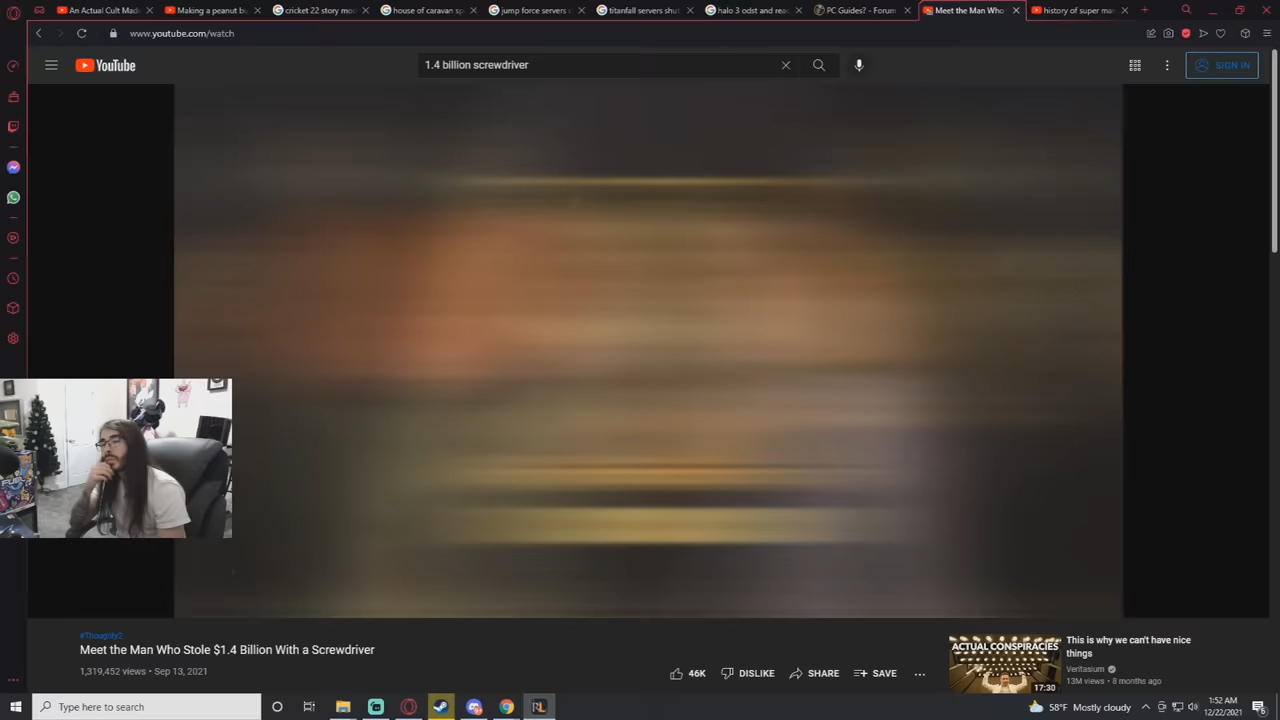 An Actual Cult Mad
Making a peanut bu
cricket 22 story mo
house of caravan sp
jump force servers
titanfall servers shut
halo 3 odst and rea
PC Guides? - Forum
Meet the Man Who
history of super ma
www.youtube.com/watch
YouTube
1.4 billion screwdriver
SIGN IN
#Thoughty2
Meet the Man Who Stole $1.4 Billion With a Screwdriver
1,319,452 views • Sep 13, 2021
46K
DISLIKE
SHARE
SAVE
ACTUAL CONSPIRACIES
17:30
This is why we can't have nice
things
Veritasium
13M views • 8 months ago
Type here to search
58°F Mostly cloudy
1:52 AM
12/22/2021